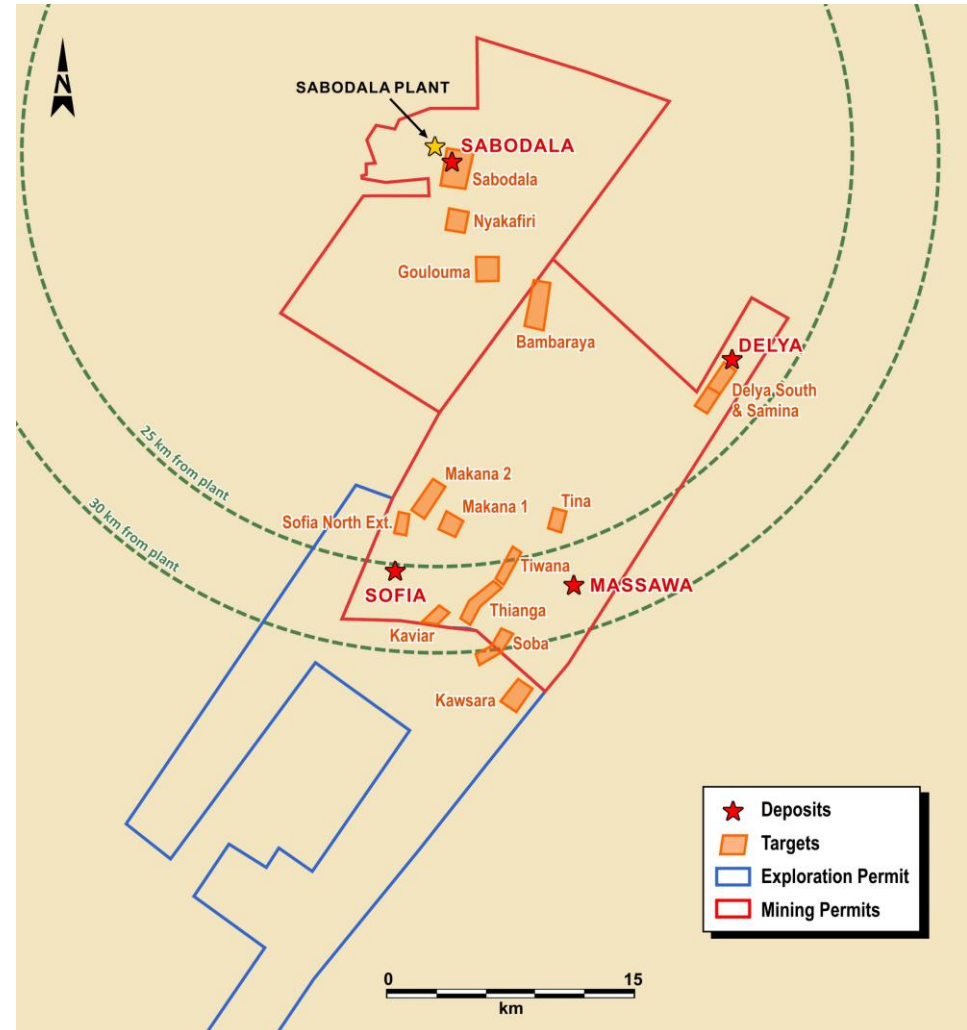 N
SABODALA PLANT
SABODALA
Sabodala
Nyakafiri
Goulouma
Bambaraya
DELYA
Delya South
& Samina
25 km from plant
30 km from plant
Makana 2
Makana 1
Tina
Sofia North Ext.
Tiwana
SOFIA
MASSAWA
Thianga
Kaviar
Soba
Kawsara
Deposits
Targets
Exploration Permit
Mining Permits
0 15
km